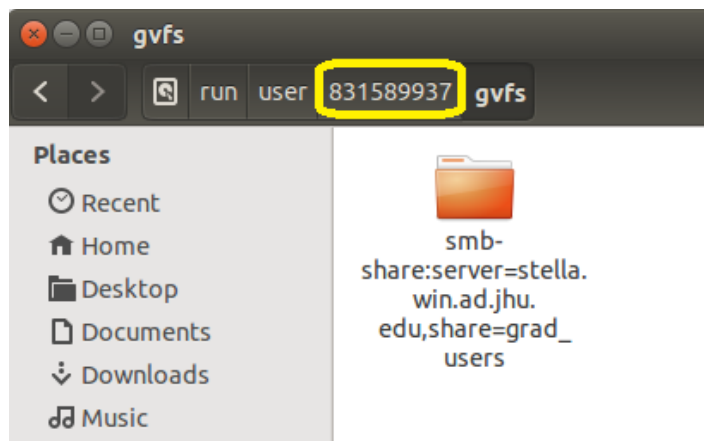 gvfs
run user 831589937 gvfs
Places
Recent
Home
Desktop
Documents
Downloads
Music
smb-
share:server=stella.
win.ad.jhu.
edu,share=grad_
users